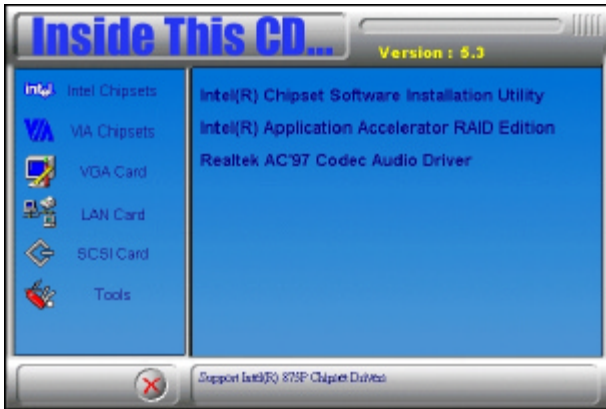 Inside This CD...
Version : 5.3
intel Intel Chipsets
VIA VIA Chipsets
VGA Card
LAN Card
SCSI Card
Tools
Intel(R) Chipset Software Installation Utility
Intel(R) Application Accelerator RAID Edition
Realtek AC'97 Codec Audio Driver
Support Intel(R) 875P Chipset Drivers